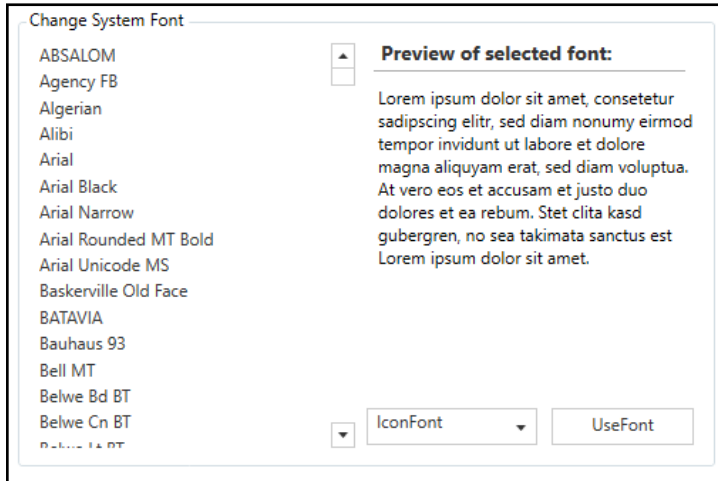 Change System Font
ABSALOM
Agency FB
Algerian
Alibi
Arial
Arial Black
Arial Narrow
Arial Rounded MT Bold
Arial Unicode MS
Baskerville Old Face
BATAVIA
Bauhaus 93
Bell MT
Belwe Bd BT
Belwe Cn BT
Belwe Lt BT
Preview of selected font:
Lorem ipsum dolor sit amet, consetetur
sadipscing elitr, sed diam nonumy eirmod
tempor invidunt ut labore et dolore
magna aliquyam erat, sed diam voluptua.
At vero eos et accusam et justo duo
dolores et ea rebum. Stet clita kasd
gubergren, no sea takimata sanctus est
Lorem ipsum dolor sit amet.
IconFont
UseFont